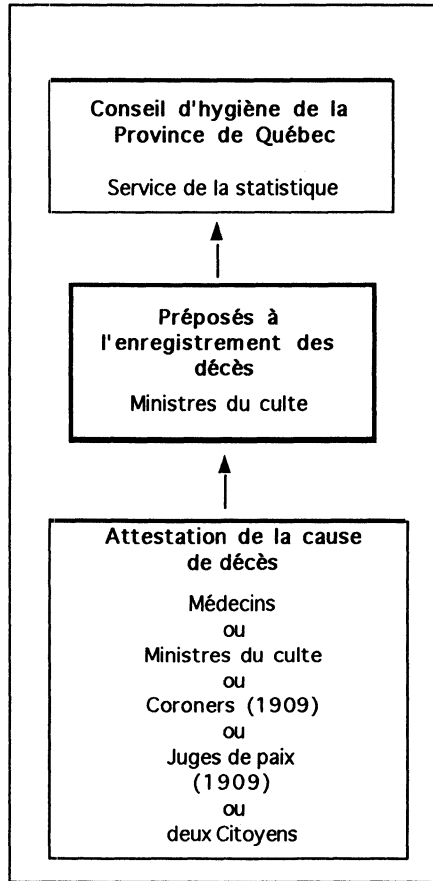 Conseil d'hygiène de la
Province de Québec
Service de la statistique
Préposés à
l'enregistrement des
décès
Ministres du culte
Attestation de la cause
de décès
Médecins
ou
Ministres du culte
ou
Coroners (1909)
ou
Juges de paix
(1909)
ou
deux Citoyens